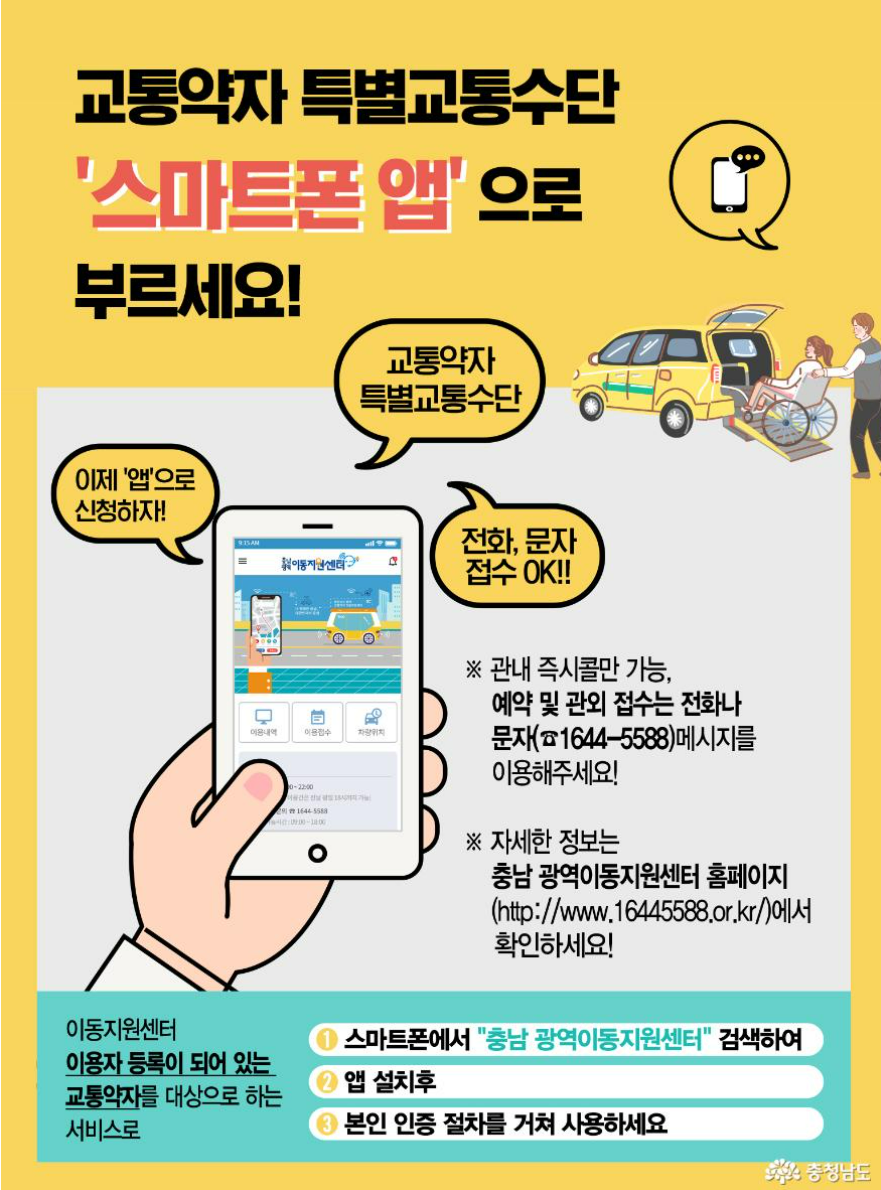 교통약자 특별교통수단
'스마트폰 앱'으로
부르세요!
교통약자
특별교통수단
이제 '앱'으로
신청하자!
전화, 문자
접수 OK!!
9:35 AM
충남 광역 이동지원센터
이용내역 이용접수 차량위치
~22:00
☎ 1644-5588
※ 관내 즉시콜만 가능,
예약 및 관외 접수는 전화나
문자(☎1644-5588)메시지를
이용해주세요!
※ 자세한 정보는
충남 광역이동지원센터 홈페이지
(http://www.16445588.or.kr/)에서
확인하세요!
이동지원센터
이용자 등록이 되어 있는
교통약자를 대상으로 하는
서비스로
1 스마트폰에서 "충남 광역이동지원센터" 검색하여
2 앱 설치후
3 본인 인증 절차를 거쳐 사용하세요
충청남도